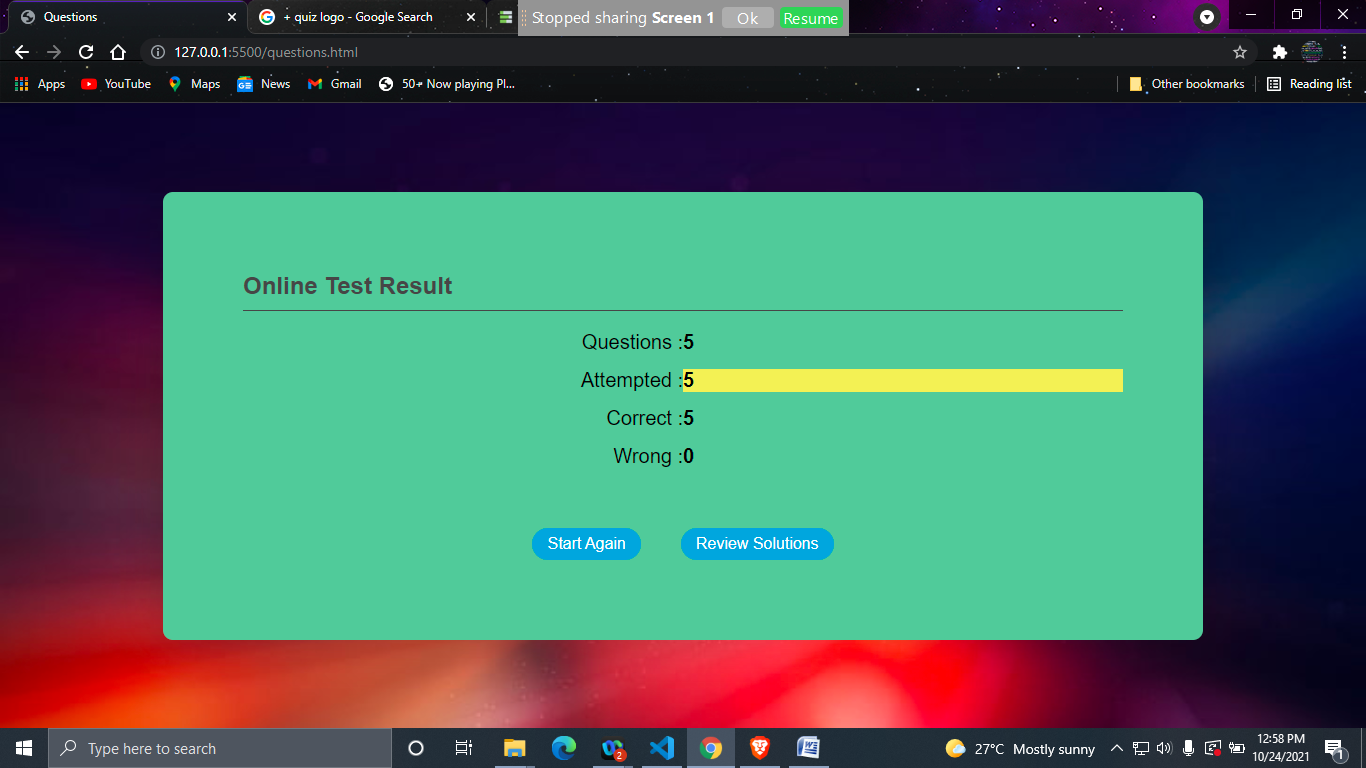 Questions
+ quiz logo - Google Search
Stopped sharing Screen 1 Ok Resume
127.0.0.1:5500/questions.html
Apps YouTube Maps News Gmail 50+ Now playing Pl... Other bookmarks Reading list
Online Test Result
Questions :5
Attempted :5
Correct :5
Wrong :0
Start Again Review Solutions
Type here to search 2 27°C Mostly sunny 12:58 PM
10/24/2021 1